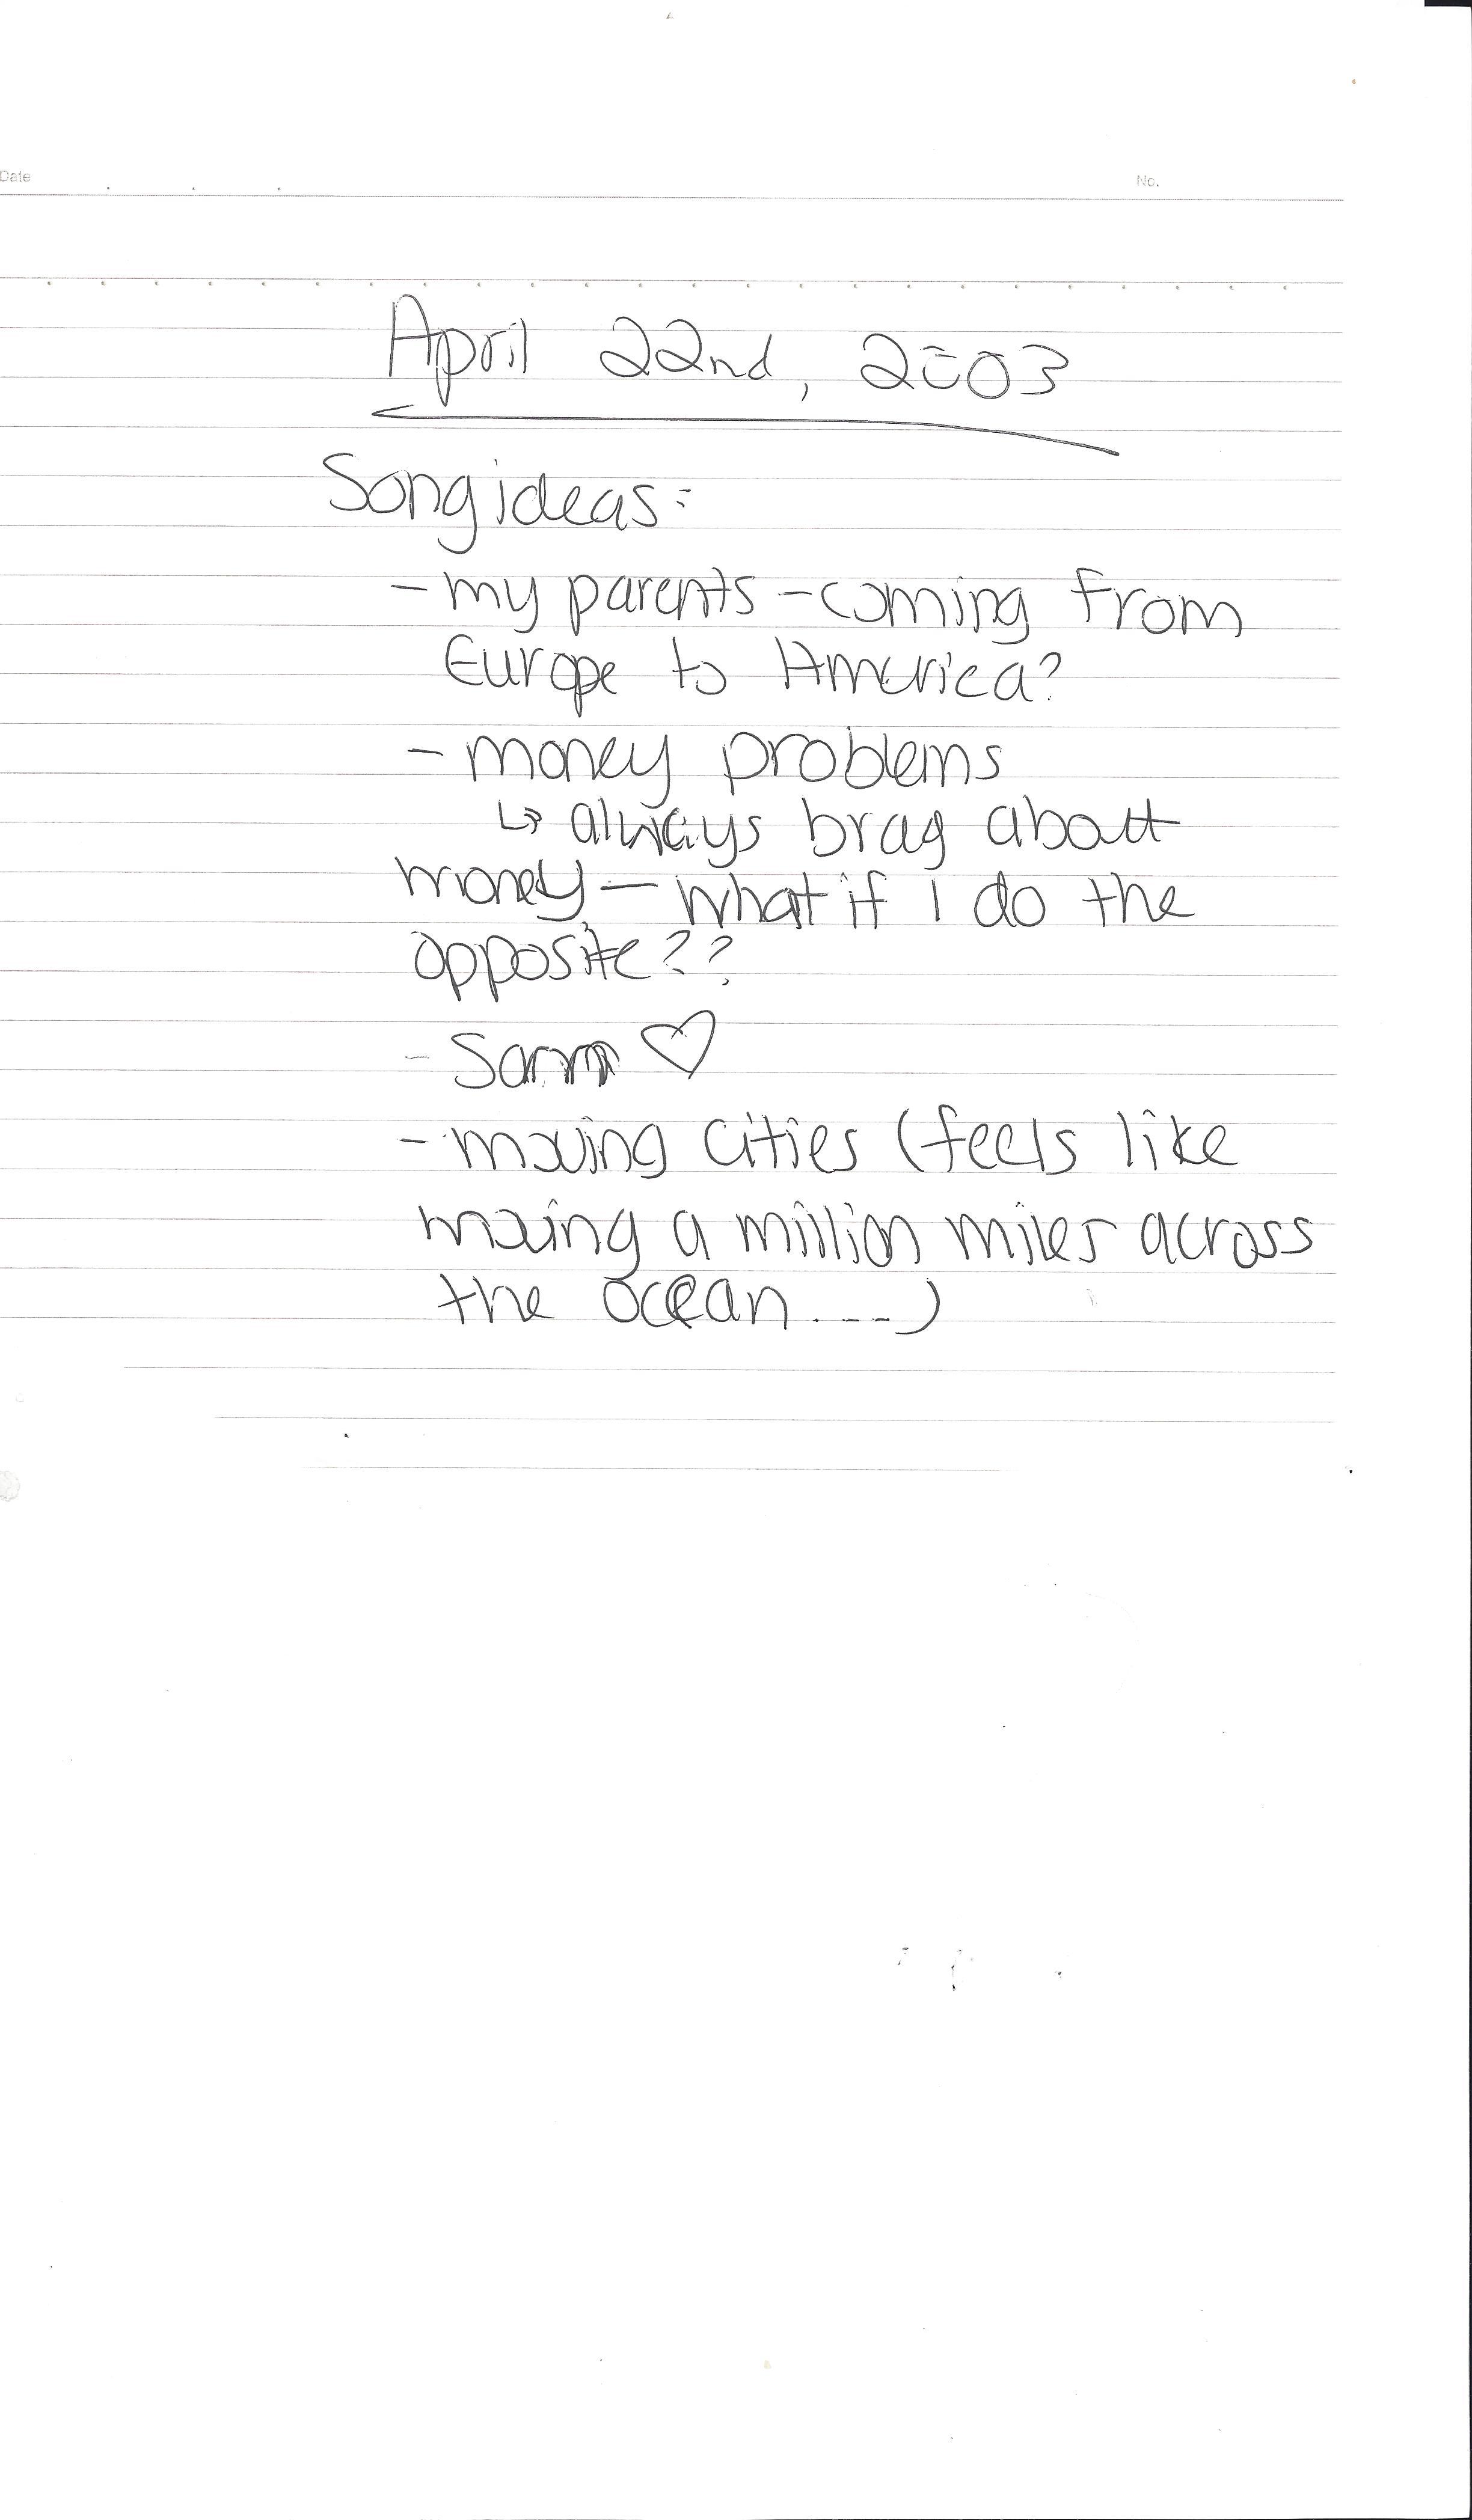 Date
No.
April 22nd, 2003
Song ideas:
- my parents - coming from
Europe to America?
- money problems
↳ always brag about
money - what if I do the
opposite??
- Sam ♡
- moving cities (feels like
moving a million miles across
the ocean....)